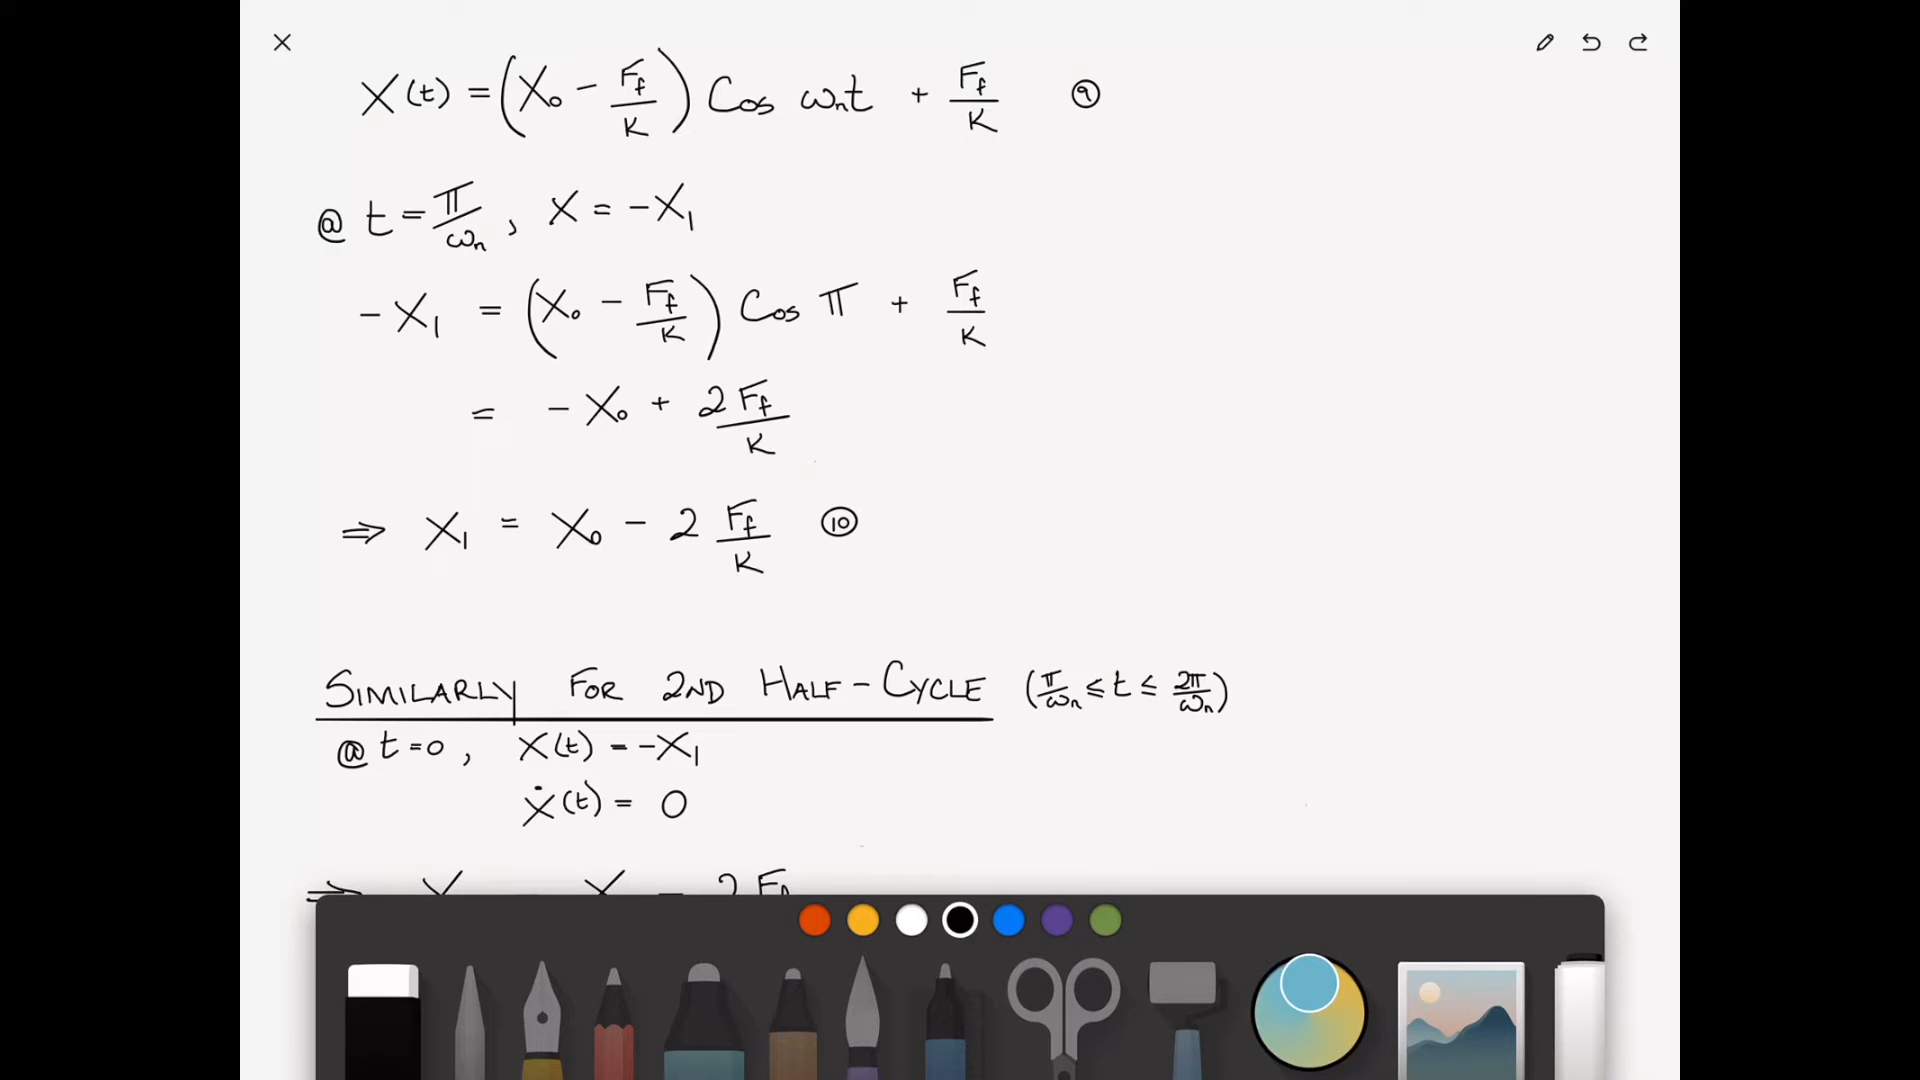 X(t) = (X₀ - F_f/K) Cos ωₙt + F_f/K ⑨
@ t = π/ωₙ, X = -X₁
-X₁ = (X₀ - F_f/K) Cos π + F_f/K
= -X₀ + 2F_f/K
⇒ X₁ = X₀ - 2 F_f/K ⑩
SIMILARLY FOR 2ND HALF-CYCLE (π/ωₙ ≤ t ≤ 2π/ωₙ)
@ t=0, X(t) = -X₁
Ẋ(t) = 0